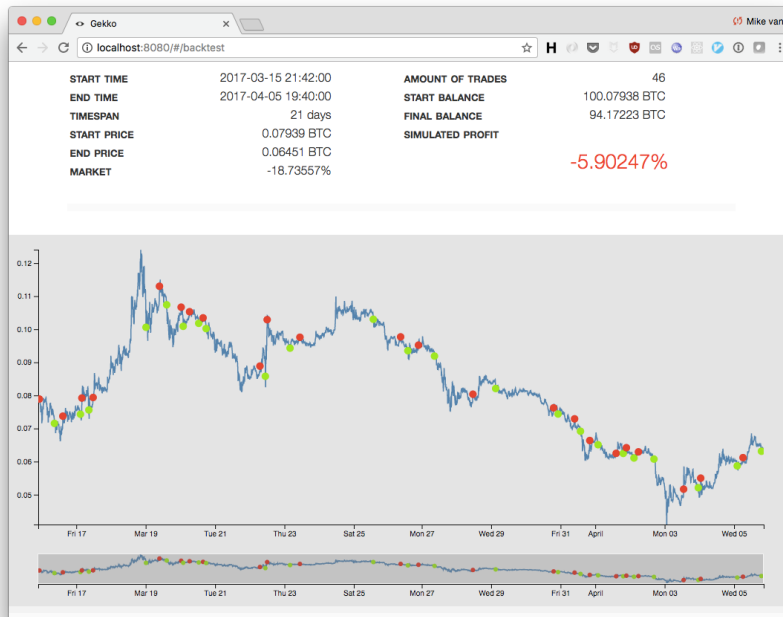 Gekko
Mike van
localhost:8080/#/backtest
START TIME 2017-03-15 21:42:00 AMOUNT OF TRADES 46
END TIME 2017-04-05 19:40:00 START BALANCE 100.07938 BTC
TIMESPAN 21 days FINAL BALANCE 94.17223 BTC
START PRICE 0.07939 BTC SIMULATED PROFIT
END PRICE 0.06451 BTC
-5.90247%
MARKET -18.73557%
0.12
0.11
0.10
0.09
0.08
0.07
0.06
0.05
Fri 17 Mar 19 Tue 21 Thu 23 Sat 25 Mon 27 Wed 29 Fri 31 April Mon 03 Wed 05
Fri 17 Mar 19 Tue 21 Thu 23 Sat 25 Mon 27 Wed 29 Fri 31 April Mon 03 Wed 05